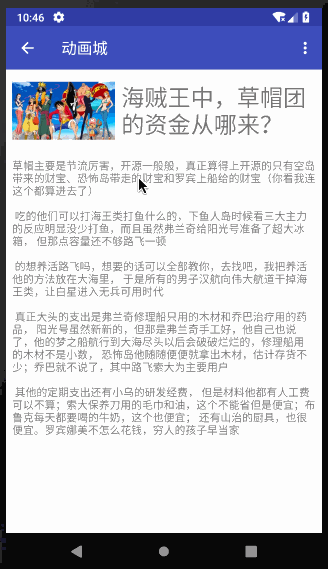 10:46
动画城
海贼王中，草帽团
的资金从哪来？
草帽主要是节流厉害，开源一般般，真正算得上开源的只有空岛
带来的财宝、恐怖岛带走的财宝和罗宾上船给的财宝（你看我连
这个都算进去了）
吃的他们可以打海王类打鱼什么的，下鱼人岛时候看三大主力
的反应明显没少打鱼，而且虽然弗兰奇给阳光号准备了超大冰
箱， 但那点容量还不够路飞一顿
的想养活路飞吗，想要的话可以全部教你，去找吧，我把养活
他的方法放在大海里， 于是所有的男子汉航向伟大航道干掉海
王类，让白星进入无兵可用时代
真正大头的支出是弗兰奇修理船只用的木材和乔巴治疗用的药
品， 阳光号虽然新新的，但那是弗兰奇手工好，他自己也说
了，他的梦之船航行到大海尽头以后会破破烂烂的，修理船用
的木材不是小数， 恐怖岛他随随便便就拿出木材，估计存货不
少；乔巴就不说了，其中路飞索大为主要用户
其他的定期支出还有小乌的研发经费， 但是材料他都有人工费
可以不算；索大保养刀用的毛巾和油，这个不能省但是便宜；布
鲁克每天都要喝的牛奶，这个也便宜； 还有山治的厨具，也很
便宜。罗宾娜美不怎么花钱，穷人的孩子早当家